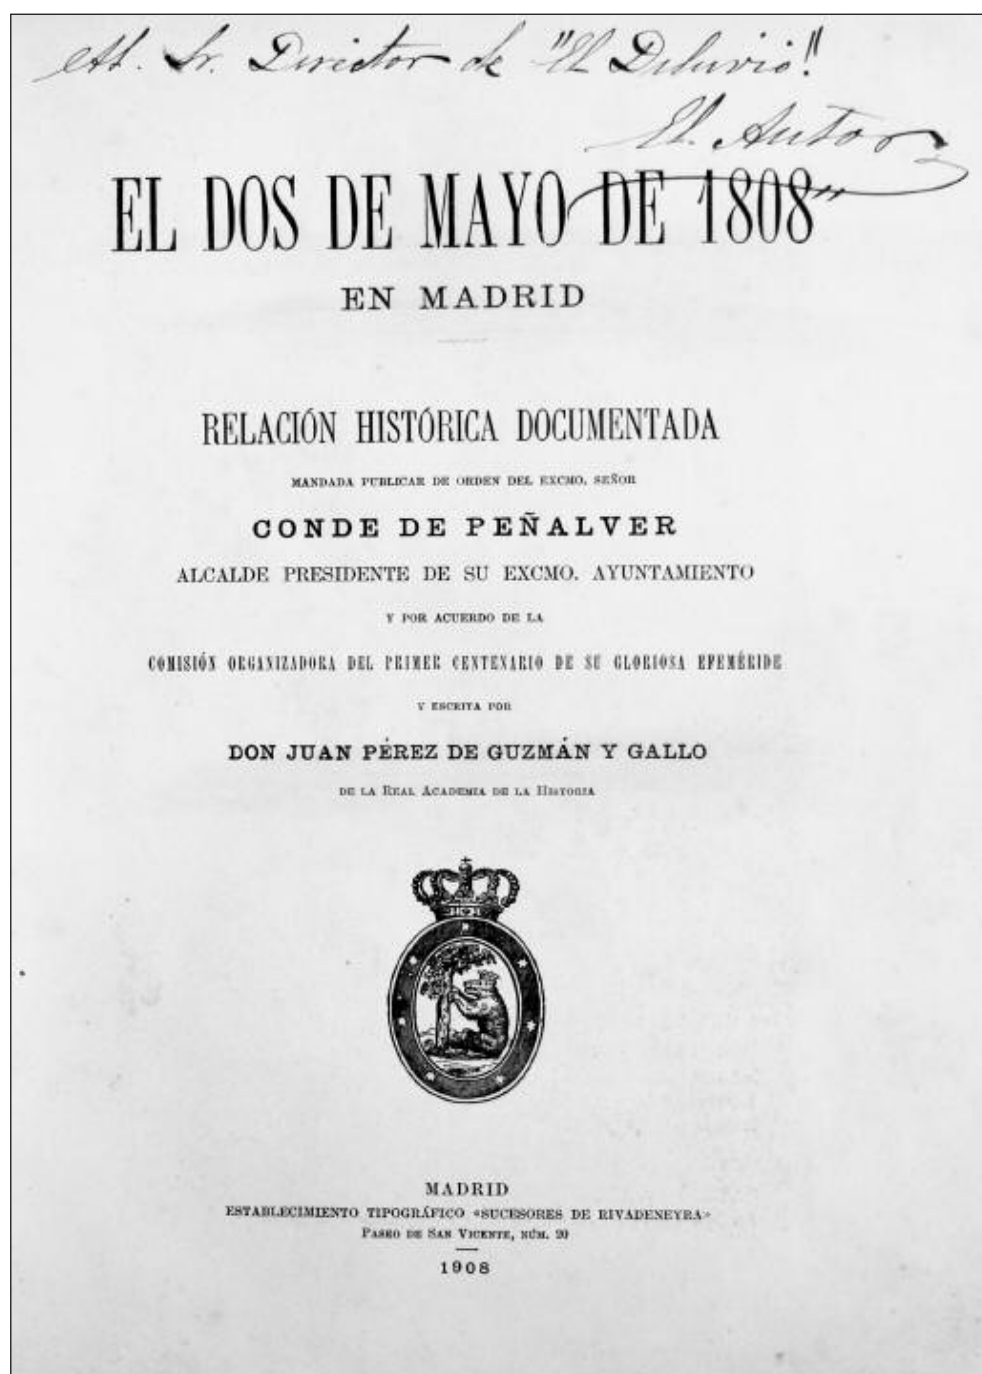 Al. Sr. Director de "El Diluvio!"
El Autor
EL DOS DE MAYO DE 1808
EN MADRID
RELACIÓN HISTÓRICA DOCUMENTADA
MANDADA PUBLICAR DE ORDEN DEL EXCMO. SEÑOR
CONDE DE PEÑALVER
ALCALDE PRESIDENTE DE SU EXCMO. AYUNTAMIENTO
Y POR ACUERDO DE LA
COMISIÓN ORGANIZADORA DEL PRIMER CENTENARIO DE SU GLORIOSA EFEMÉRIDE
Y ESCRITA POR
DON JUAN PÉREZ DE GUZMÁN Y GALLO
DE LA REAL ACADEMIA DE LA HISTORIA
MADRID
ESTABLECIMIENTO TIPOGRÁFICO «SUCESORES DE RIVADENEYRA»
PASEO DE SAN VICENTE, NÚM. 20
1908